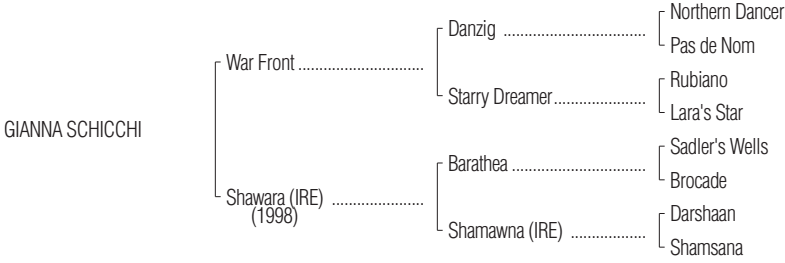 Northern Dancer
Danzig ..................................
Pas de Nom
War Front ..............................
Rubiano
Starry Dreamer......................
Lara's Star
GIANNA SCHICCHI
Sadler's Wells
Barathea ................................
Brocade
Shawara (IRE) ......................
(1998)
Darshaan
Shamawna (IRE) ..................
Shamsana